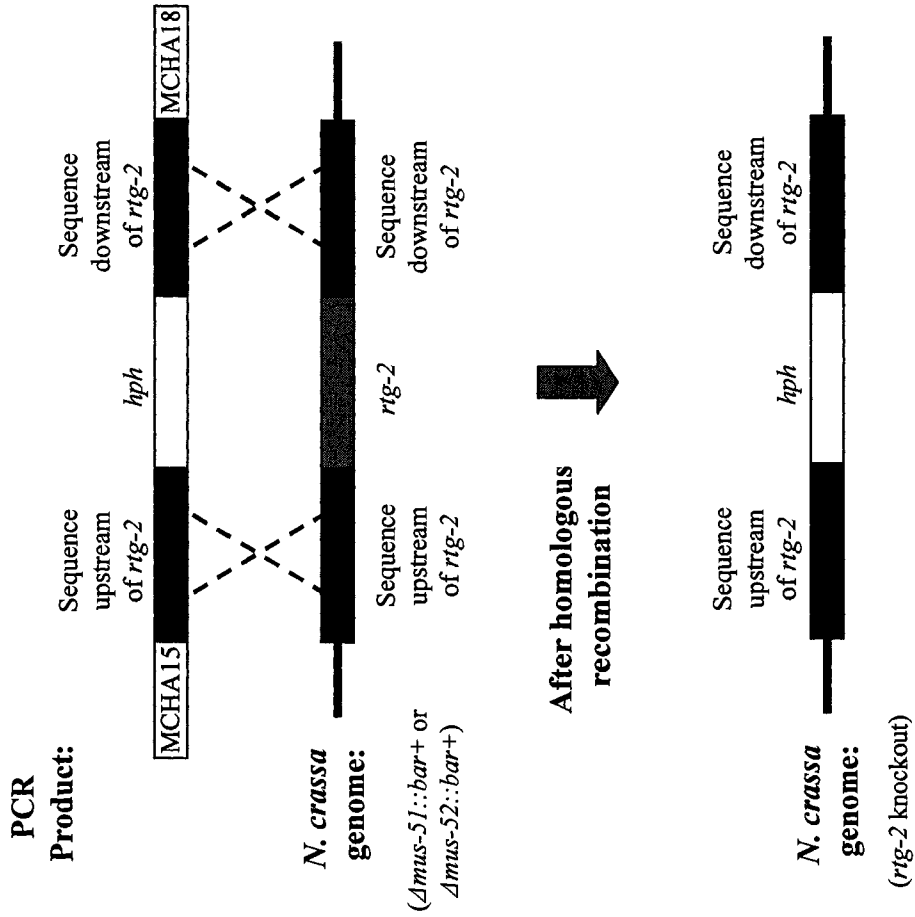 PCR
Product:
Sequence
upstream
of rtg-2
hph
Sequence
downstream
of rtg-2
MCHA15
MCHA18
N. crassa
genome:
(Δmus-51::bar+ or
Δmus-52::bar+)
Sequence
upstream
of rtg-2
rtg-2
Sequence
downstream
of rtg-2
After homologous
recombination
Sequence
upstream
of rtg-2
hph
Sequence
downstream
of rtg-2
N. crassa
genome:
(rtg-2 knockout)